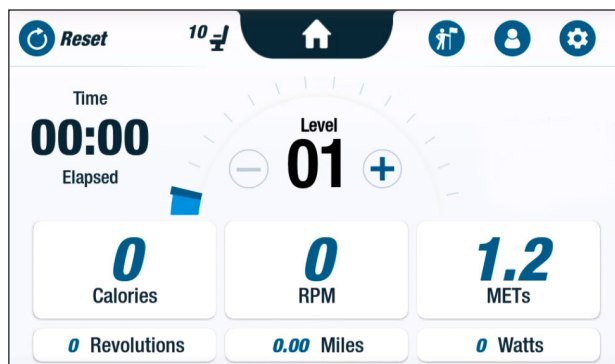 Reset
10
Time
00:00
Elapsed
Level
01
0
Calories
0
RPM
1.2
METs
0 Revolutions
0.00 Miles
0 Watts